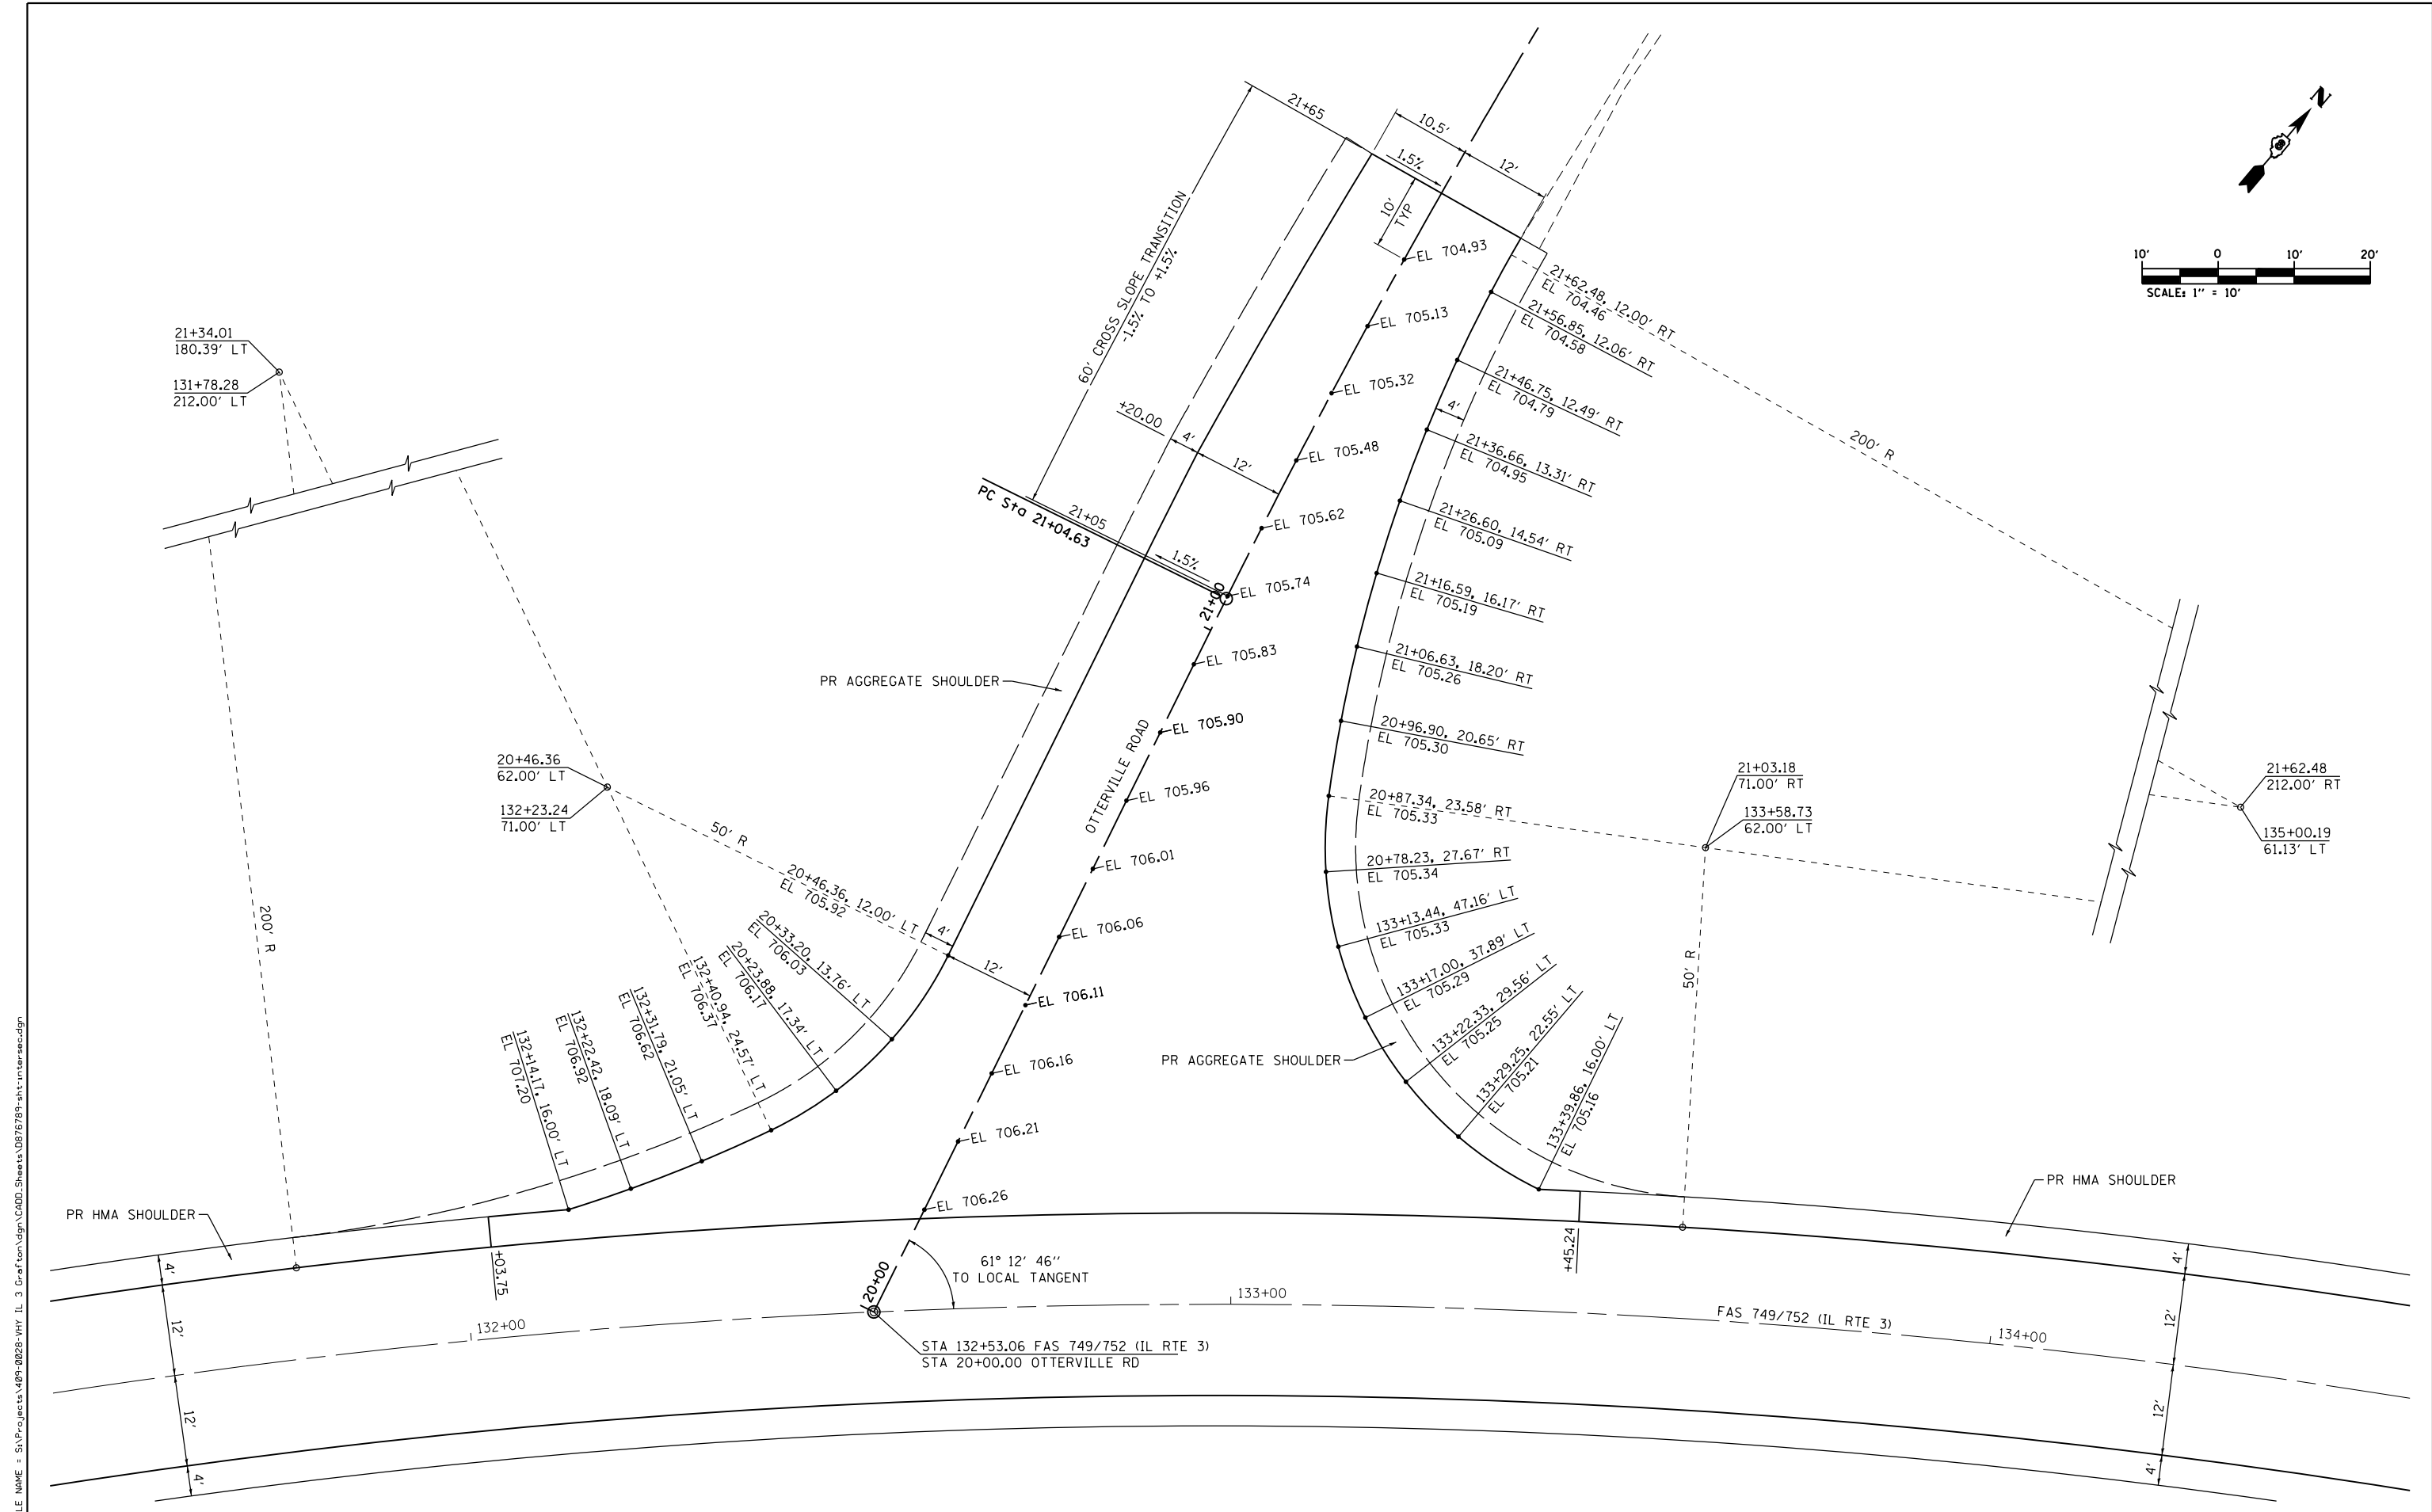 21+65
10.5'
12'
1.5%
10'
TYP
60' CROSS SLOPE TRANSITION
-1.5% TO +1.5%
N
10' 0 10' 20'
SCALE: 1" = 10'
EL 704.93
EL 705.13
EL 705.32
EL 705.48
EL 705.62
EL 705.74
EL 705.83
EL 705.90
EL 705.96
EL 706.01
EL 706.06
EL 706.11
EL 706.16
EL 706.21
EL 706.26
21+62.48, 12.00' RT
EL 704.46
21+56.85, 12.06' RT
EL 704.58
21+46.75, 12.49' RT
EL 704.79
4'
21+36.66, 13.31' RT
EL 704.95
21+26.60, 14.54' RT
EL 705.09
21+16.59, 16.17' RT
EL 705.19
21+06.63, 18.20' RT
EL 705.26
20+96.90, 20.65' RT
EL 705.30
20+87.34, 23.58' RT
EL 705.33
20+78.23, 27.67' RT
EL 705.34
133+13.44, 47.16' LT
EL 705.33
133+17.00, 37.89' LT
EL 705.29
133+22.33, 29.56' LT
EL 705.25
133+29.25, 22.55' LT
EL 705.21
133+39.86, 16.00' LT
EL 705.16
200' R
21+34.01
180.39' LT
131+78.28
212.00' LT
+20.00
4'
12'
21+05
PC Sta 21+04.63
1.5%
21+00
PR AGGREGATE SHOULDER
OTTERVILLE ROAD
20+46.36
62.00' LT
132+23.24
71.00' LT
50' R
20+46.36, 12.00' LT
EL 705.92
4'
12'
20+33.20, 13.76' LT
EL 706.03
20+23.88, 17.34' LT
EL 706.17
132+40.94, 24.57' LT
EL 706.37
132+31.79, 21.05' LT
EL 706.62
132+22.42, 18.09' LT
EL 706.92
132+14.17, 16.00' LT
EL 707.20
200' R
21+03.18
71.00' RT
133+58.73
62.00' LT
21+62.48
212.00' RT
135+00.19
61.13' LT
50' R
PR AGGREGATE SHOULDER
PR HMA SHOULDER
PR HMA SHOULDER
+03.75
+45.24
20+00
61° 12' 46"
TO LOCAL TANGENT
132+00
133+00
134+00
FAS 749/752 (IL RTE 3)
STA 132+53.06 FAS 749/752 (IL RTE 3)
STA 20+00.00 OTTERVILLE RD
4'
12'
12'
4'
4'
12'
12'
4'
LE NAME = S:\Projects\409-0028-VHY IL 3 Grafton\dgn\CADD_Sheets\D876789-sht-intersec.dgn